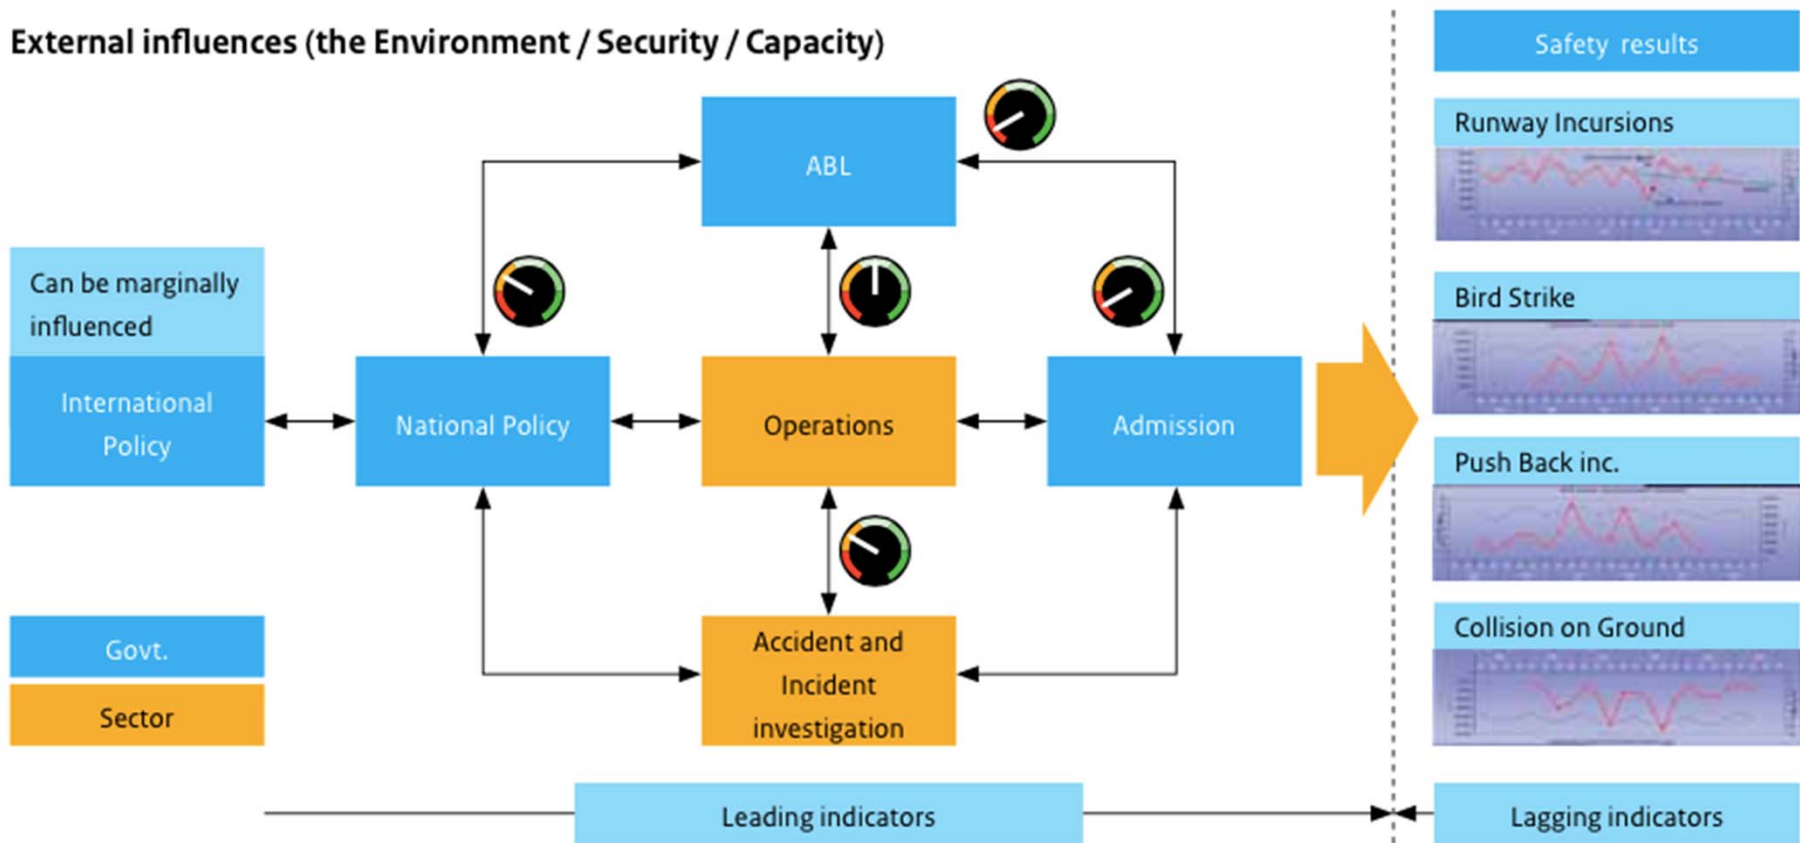 External influences (the Environment / Security / Capacity)
Safety results
Runway Incursions
ABL
Can be marginally
influenced
Bird Strike
International
Policy
National Policy
Operations
Admission
Push Back inc.
Govt.
Sector
Accident and
Incident
investigation
Collision on Ground
Leading indicators
Lagging indicators